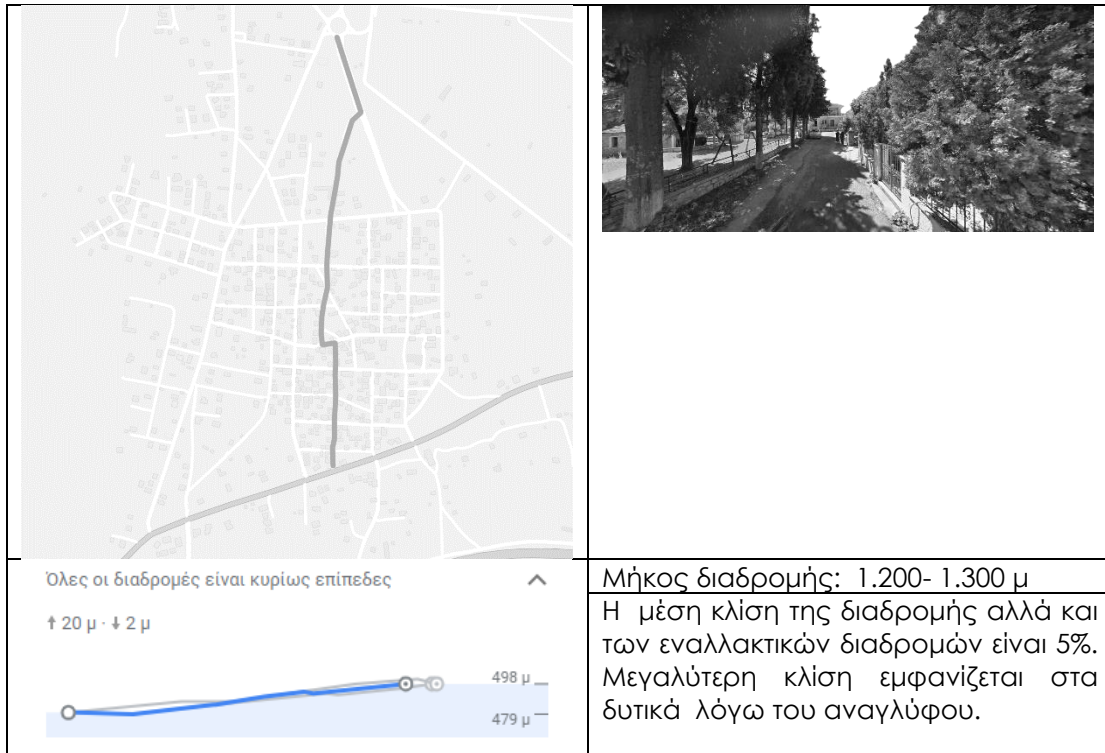 Όλες οι διαδρομές είναι κυρίως επίπεδες
↑ 20 μ · ↓ 2 μ
498 μ
479 μ
Μήκος διαδρομής: 1.200- 1.300 μ
Η μέση κλίση της διαδρομής αλλά και
των εναλλακτικών διαδρομών είναι 5%.
Μεγαλύτερη κλίση εμφανίζεται στα
δυτικά λόγω του αναγλύφου.